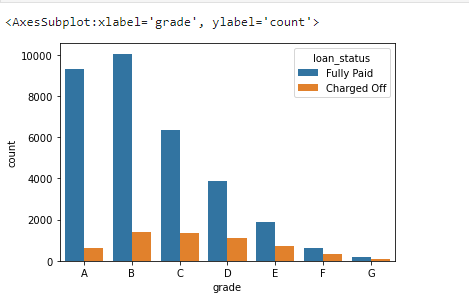 <AxesSubplot:xlabel='grade', ylabel='count'>
loan_status
Fully Paid
Charged Off
10000
8000
6000
4000
2000
0
count
A B C D E F G
grade